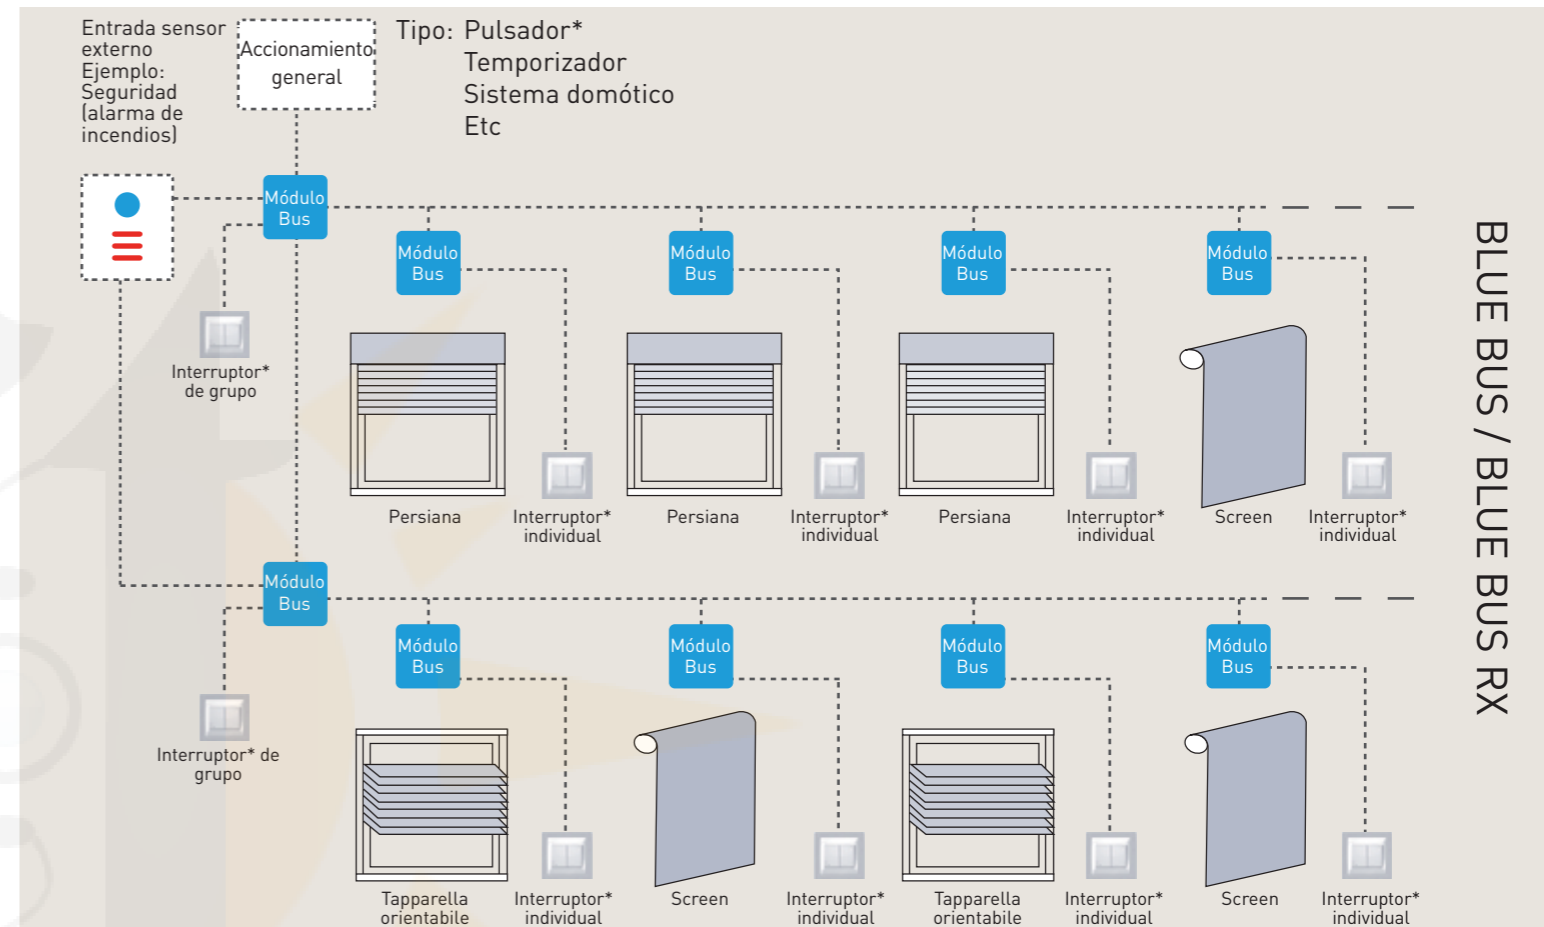 Entrada sensor
externo
Ejemplo:
Seguridad
(alarma de
incendios)
Accionamiento
general
Tipo: Pulsador*
Temporizador
Sistema domótico
Etc
Módulo
Bus
Módulo
Bus
Módulo
Bus
Módulo
Bus
Módulo
Bus
Interruptor*
de grupo
Persiana
Interruptor*
individual
Persiana
Interruptor*
individual
Persiana
Interruptor*
individual
Screen
Interruptor*
individual
Módulo
Bus
Módulo
Bus
Módulo
Bus
Módulo
Bus
Módulo
Bus
Interruptor* de
grupo
Tapparella
orientabile
Interruptor*
individual
Screen
Interruptor*
individual
Tapparella
orientabile
Interruptor*
individual
Screen
Interruptor*
individual
BLUE BUS / BLUE BUS RX